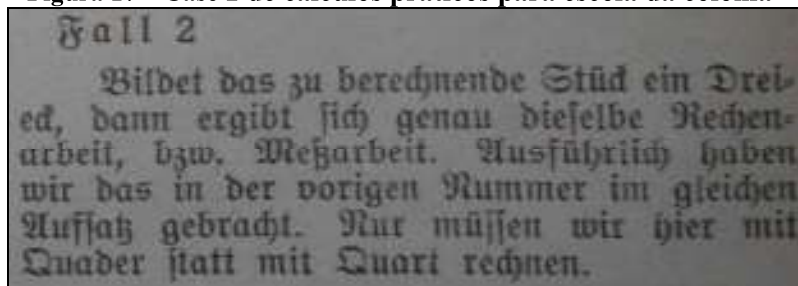 Fall 2
Bildet das zu berechnende Stück ein Drei-
eck, dann ergibt sich genau dieselbe Rechen-
arbeit, bzw. Meßarbeit. Ausführlich haben
wir das in der vorigen Nummer im gleichen
Aufsatz gebracht. Nur müssen wir hier mit
Quader statt mit Quart rechnen.